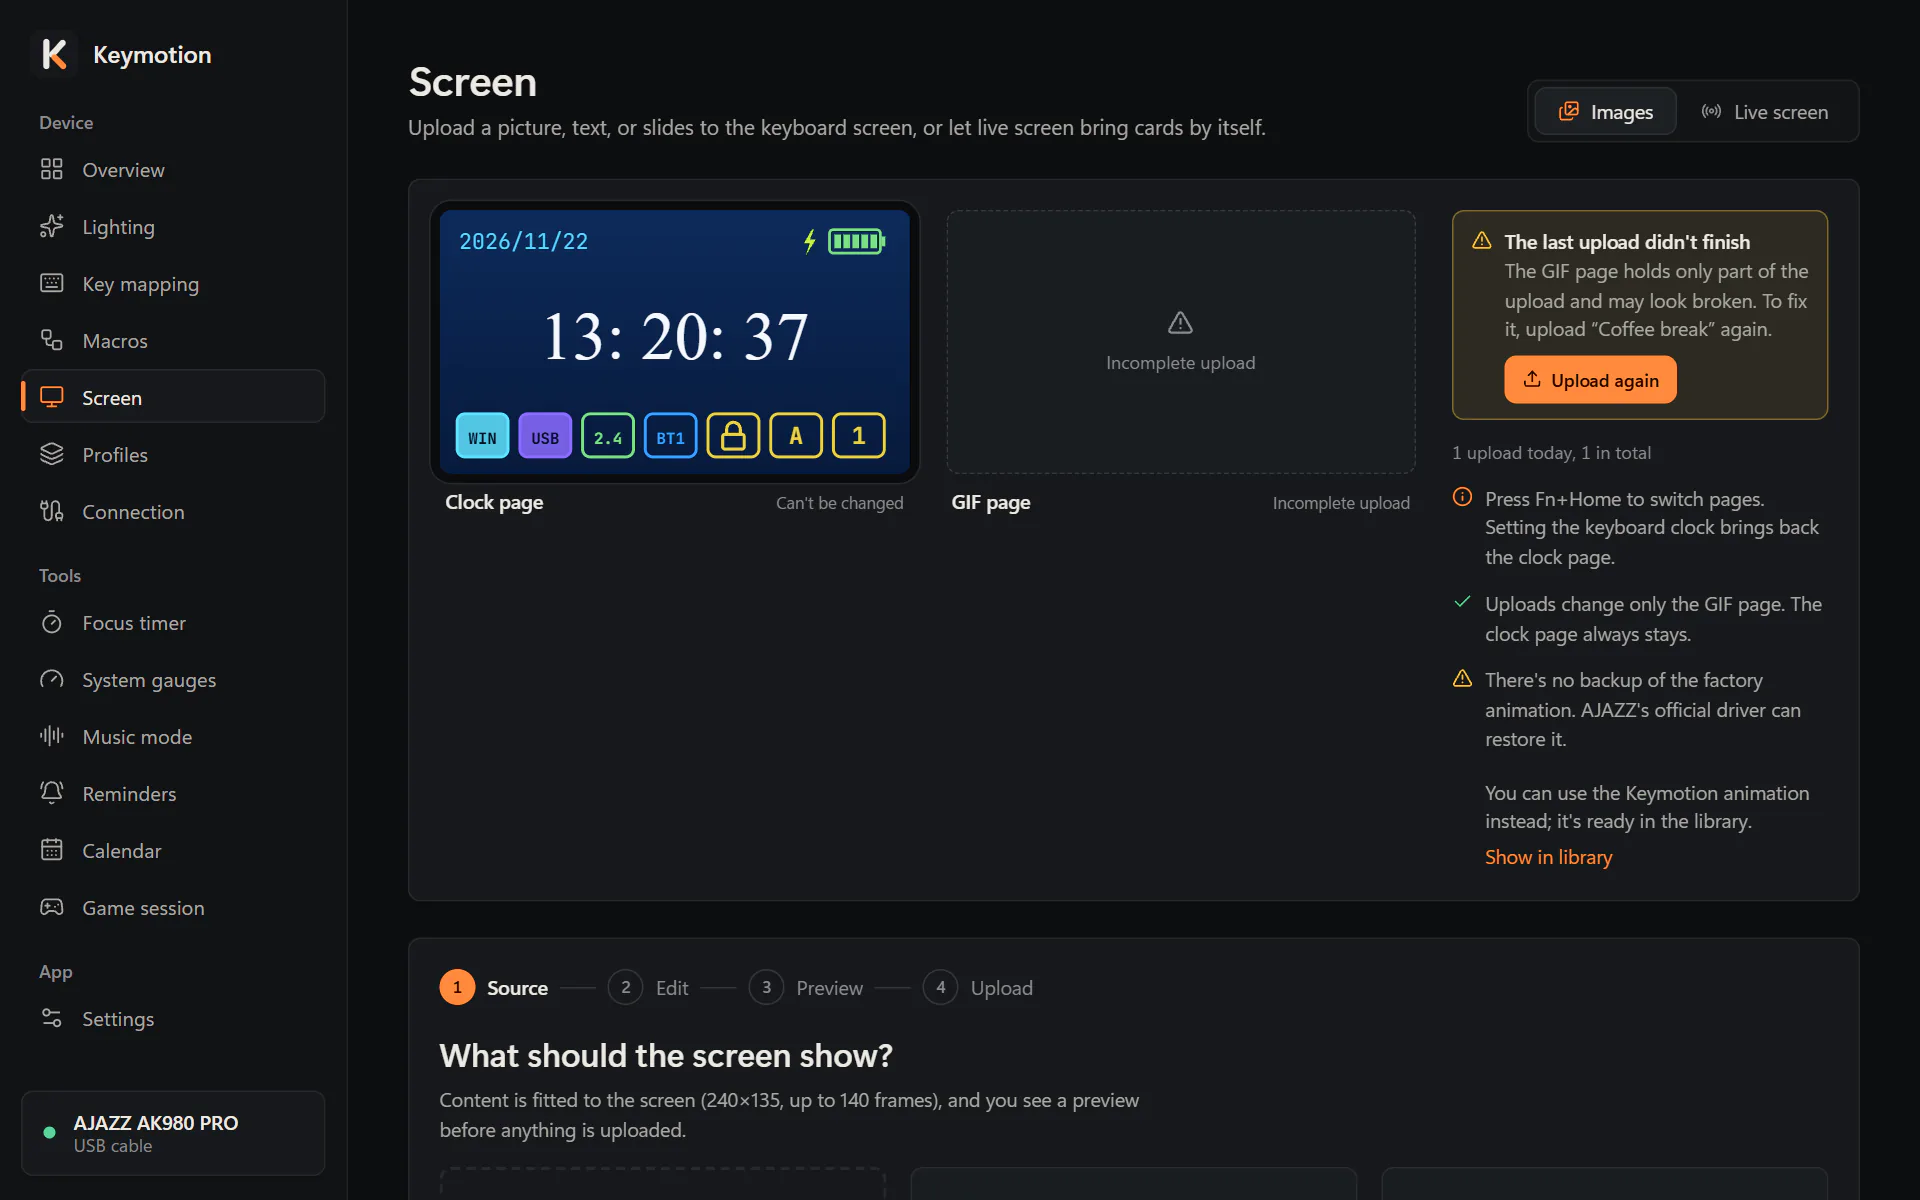 Keymotion
Device
Overview
Lighting
Key mapping
Macros
Screen
Profiles
Connection
Tools
Focus timer
System gauges
Music mode
Reminders
Calendar
Game session
App
Settings
AJAZZ AK980 PRO
USB cable
Screen
Upload a picture, text, or slides to the keyboard screen, or let live screen bring cards by itself.
Images
Live screen
2026/11/22
13: 20: 37
WIN
USB
2.4
BT1
A
1
Clock page
Can't be changed
Incomplete upload
GIF page
Incomplete upload
The last upload didn't finish
The GIF page holds only part of the
upload and may look broken. To fix
it, upload “Coffee break” again.
Upload again
1 upload today, 1 in total
Press Fn+Home to switch pages.
Setting the keyboard clock brings back
the clock page.
Uploads change only the GIF page. The
clock page always stays.
There's no backup of the factory
animation. AJAZZ's official driver can
restore it.
You can use the Keymotion animation
instead; it's ready in the library.
Show in library
1 Source
2 Edit
3 Preview
4 Upload
What should the screen show?
Content is fitted to the screen (240×135, up to 140 frames), and you see a preview
before anything is uploaded.